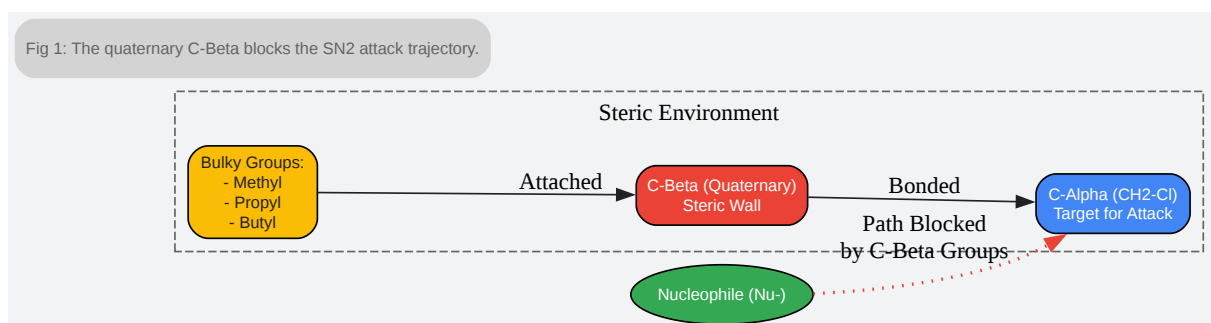 Fig 1: The quaternary C-Beta blocks the SN2 attack trajectory.
Steric Environment
Bulky Groups:
- Methyl
- Propyl
- Butyl
Attached
C-Beta (Quaternary)
Steric Wall
Bonded
C-Alpha (CH2-Cl)
Target for Attack
Path Blocked
by C-Beta Groups
Nucleophile (Nu-)